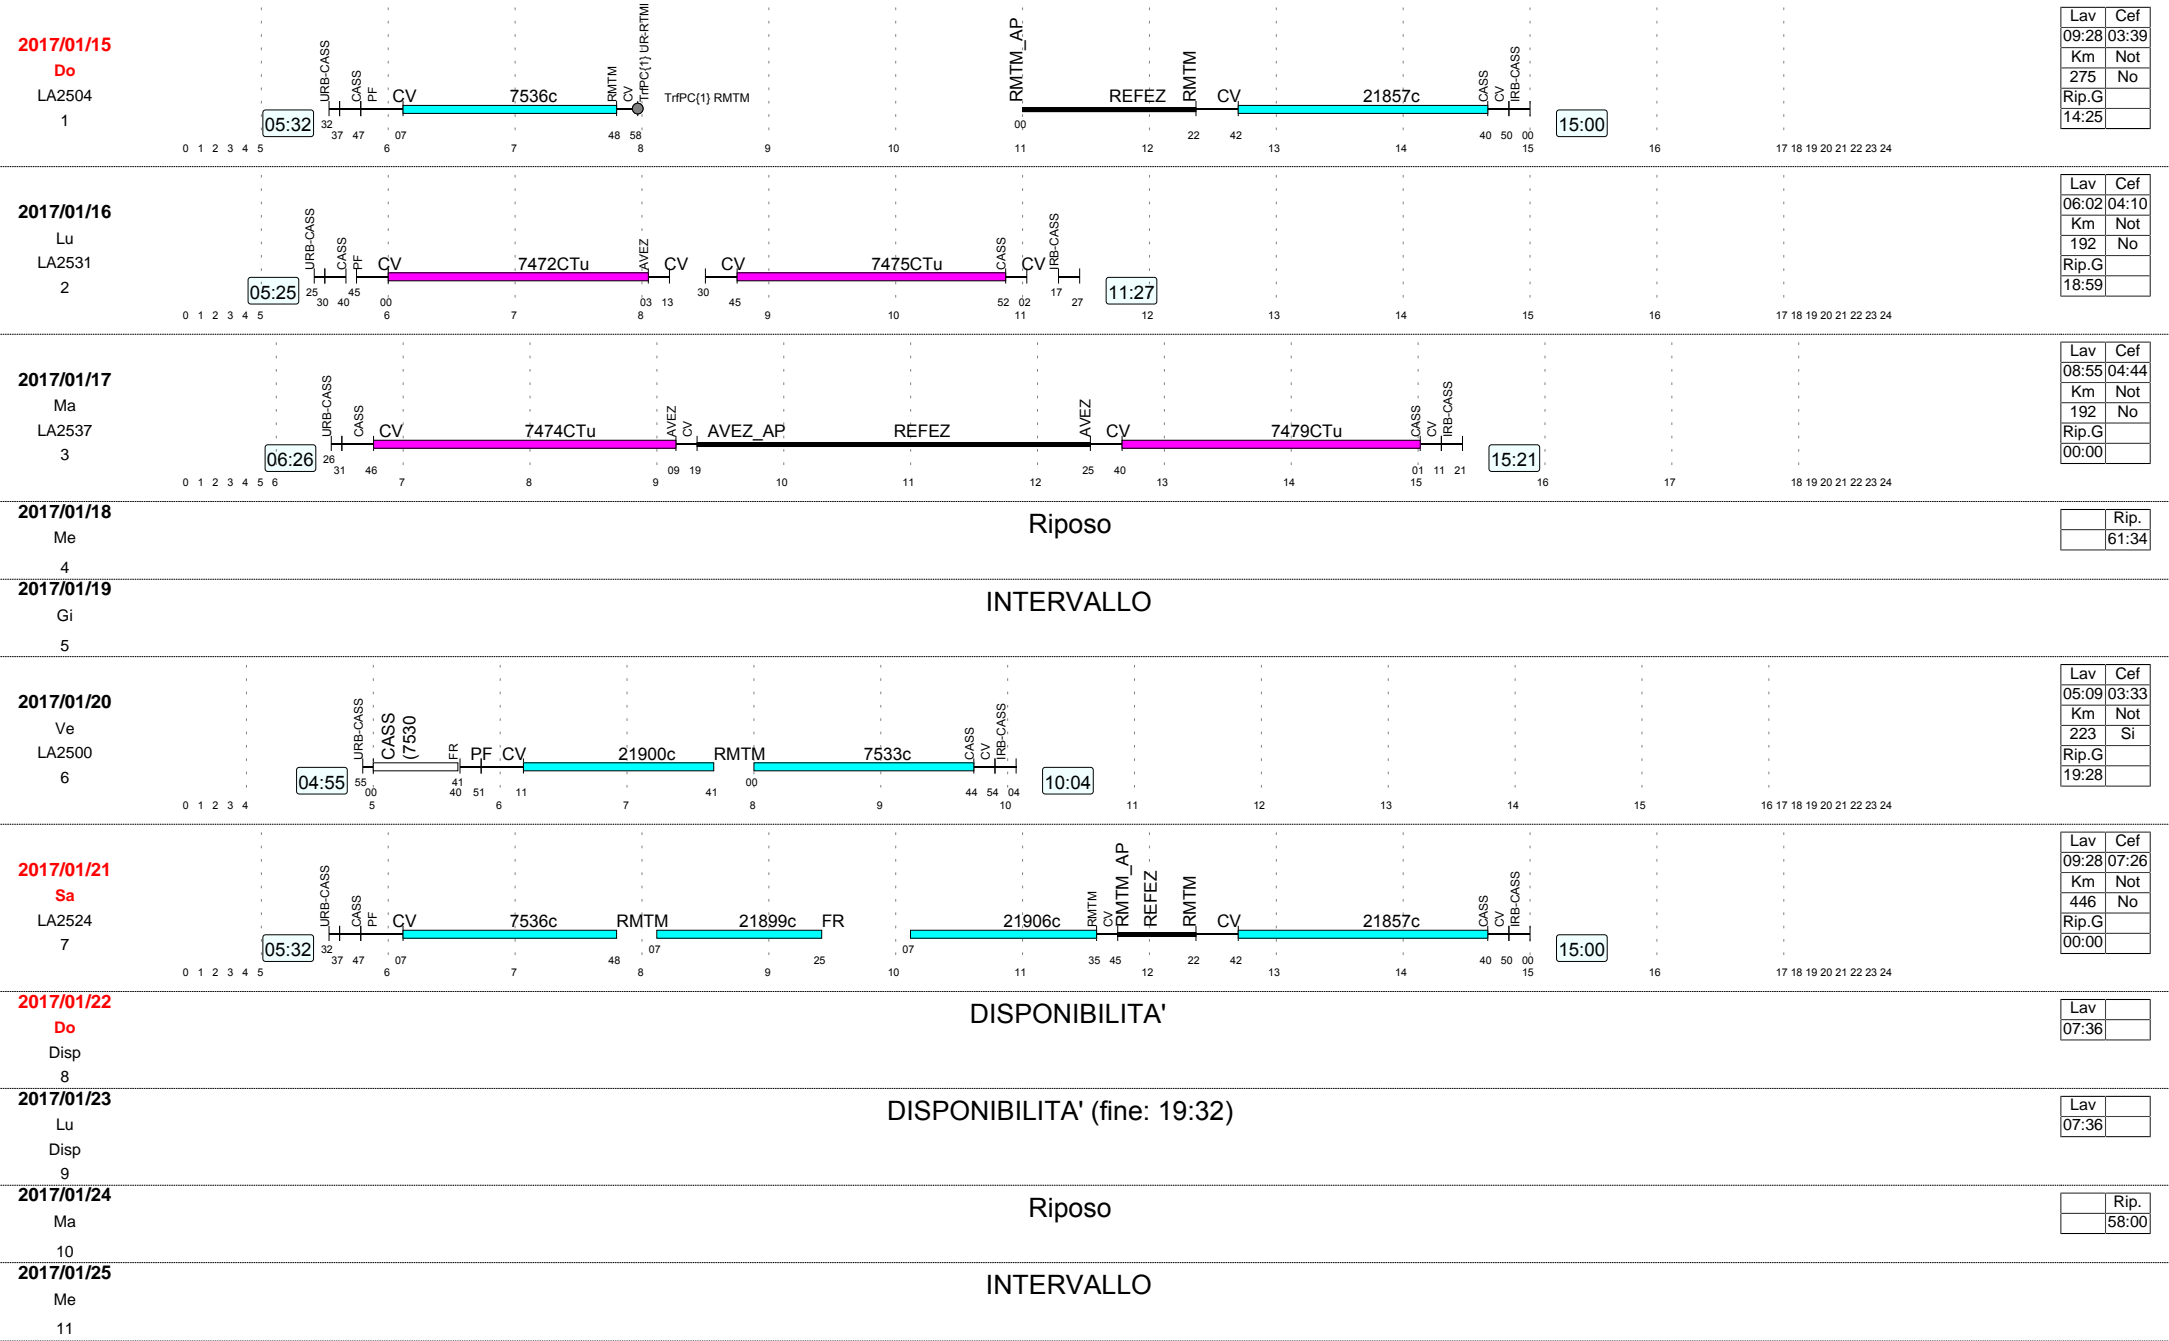 2017/01/15
Do
LA2504
1
05:32
URB-CASS
CASS
PF
CV
7536c
RMTM
CV
TrfPC{1} UR-RTMI
TrfPC{1} RMTM
RMTM_AP
REFEZ
RMTM
CV
21857c
CASS
CV
IRB-CASS
15:00
32 37 47 07 48 58 00 22 42 40 50 00
0 1 2 3 4 5 6 7 8 9 10 11 12 13 14 15 16 17 18 19 20 21 22 23 24
Lav Cef
09:28 03:39
Km Not
275 No
Rip.G
14:25
2017/01/16
Lu
LA2531
2
05:25
URB-CASS
CASS
PF
CV
7472CTu
AVEZ
CV
CV
7475CTu
CASS
CV
IRB-CASS
11:27
25 30 40 45 00 03 13 30 45 52 02 17 27
0 1 2 3 4 5 6 7 8 9 10 11 12 13 14 15 16 17 18 19 20 21 22 23 24
Lav Cef
06:02 04:10
Km Not
192 No
Rip.G
18:59
2017/01/17
Ma
LA2537
3
06:26
URB-CASS
CASS
CV
7474CTu
AVEZ
CV
AVEZ_AP
REFEZ
AVEZ
CV
7479CTu
CASS
CV
IRB-CASS
15:21
26 31 46 09 19 25 40 01 11 21
0 1 2 3 4 5 6 7 8 9 10 11 12 13 14 15 16 17 18 19 20 21 22 23 24
Lav Cef
08:55 04:44
Km Not
192 No
Rip.G
00:00
2017/01/18
Me
4
Riposo
Rip.
61:34
2017/01/19
Gi
5
INTERVALLO
2017/01/20
Ve
LA2500
6
04:55
URB-CASS
CASS
(7530
FR
PF
CV
21900c
RMTM
7533c
CASS
CV
IRB-CASS
10:04
55 00 41 40 51 11 41 00 44 54 04
0 1 2 3 4 5 6 7 8 9 10 11 12 13 14 15 16 17 18 19 20 21 22 23 24
Lav Cef
05:09 03:33
Km Not
223 Si
Rip.G
19:28
2017/01/21
Sa
LA2524
7
05:32
URB-CASS
CASS
PF
CV
7536c
RMTM
21899c
FR
21906c
RMTM
CV
RMTM_AP
REFEZ
RMTM
CV
21857c
CASS
CV
IRB-CASS
15:00
32 37 47 07 48 07 25 07 35 45 22 42 40 50 00
0 1 2 3 4 5 6 7 8 9 10 11 12 13 14 15 16 17 18 19 20 21 22 23 24
Lav Cef
09:28 07:26
Km Not
446 No
Rip.G
00:00
2017/01/22
Do
Disp
8
DISPONIBILITA'
Lav
07:36
2017/01/23
Lu
Disp
9
DISPONIBILITA' (fine: 19:32)
Lav
07:36
2017/01/24
Ma
10
Riposo
Rip.
58:00
2017/01/25
Me
11
INTERVALLO